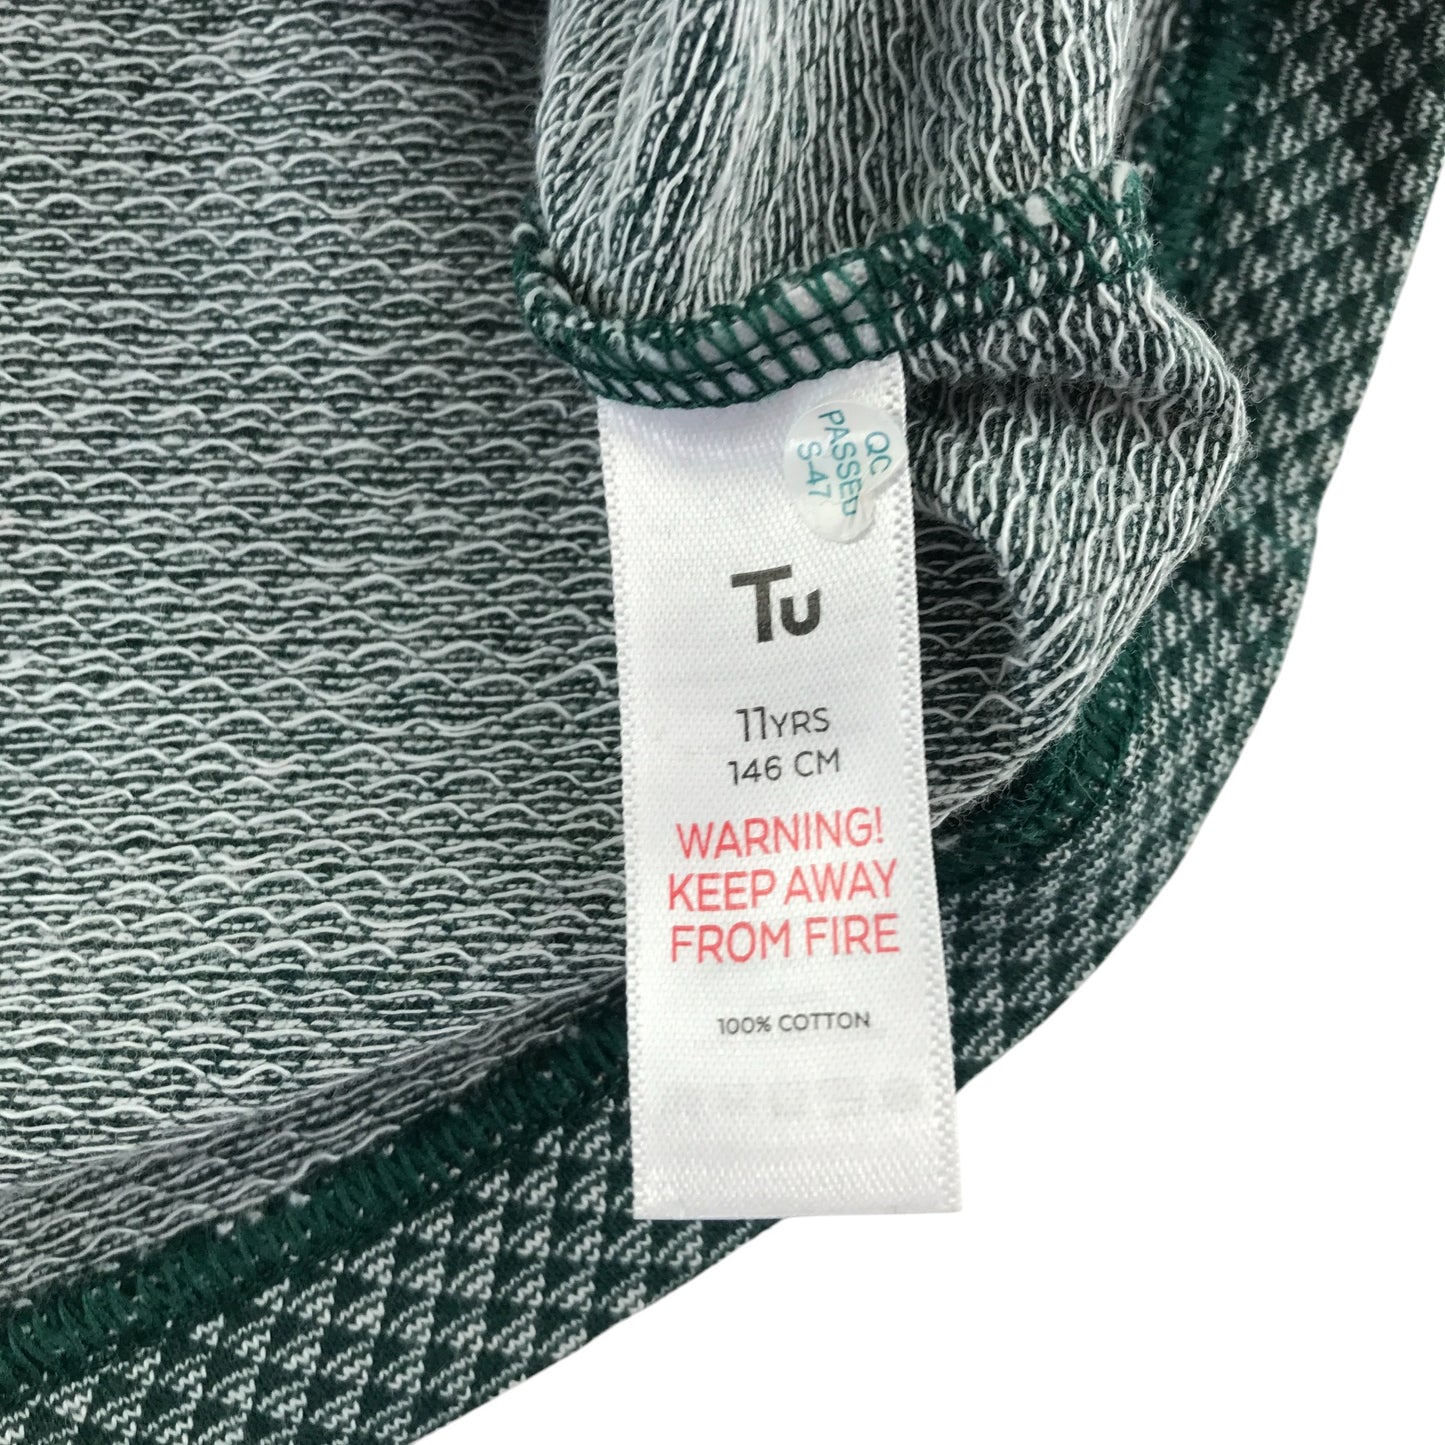 QC
PASSED
S-47
Tu
11YRS
146 CM
WARNING!
KEEP AWAY
FROM FIRE
100% COTTON